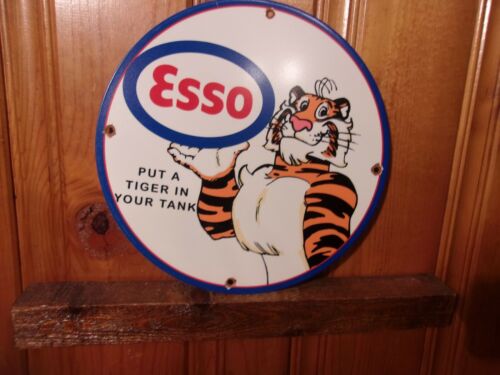 Esso
PUT A
TIGER IN
YOUR TANK